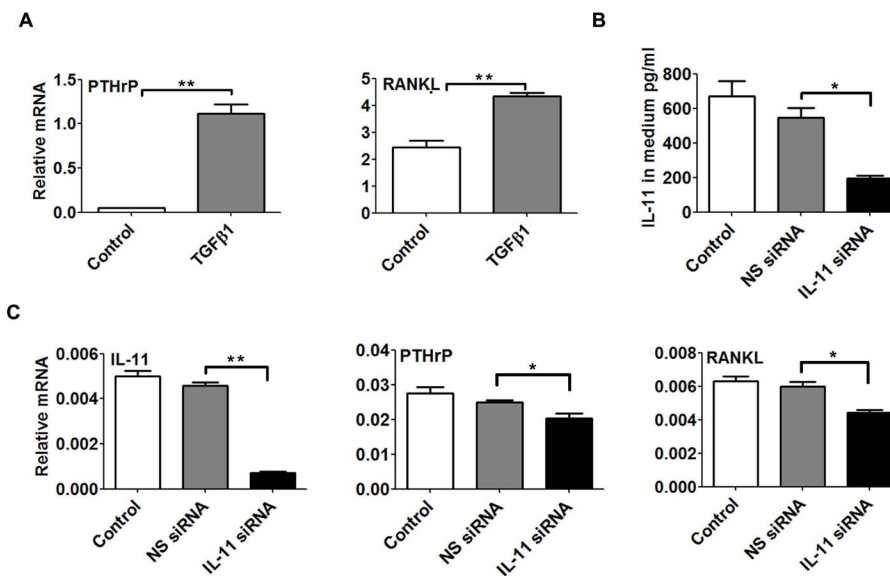 A
B
PTHrP
**
Relative mRNA
1.5
1.0
0.5
0.0
Control
TGFβ1
RANKL
**
5
4
3
2
1
0
Control
TGFβ1
*
IL-11 in medium pg/ml
800
600
400
200
0
Control
NS siRNA
IL-11 siRNA
C
IL-11
**
Relative mRNA
0.006
0.004
0.002
0.000
Control
NS siRNA
IL-11 siRNA
PTHrP
*
0.04
0.03
0.02
0.01
0.00
Control
NS siRNA
IL-11 siRNA
RANKL
*
0.008
0.006
0.004
0.002
0.000
Control
NS siRNA
IL-11 siRNA